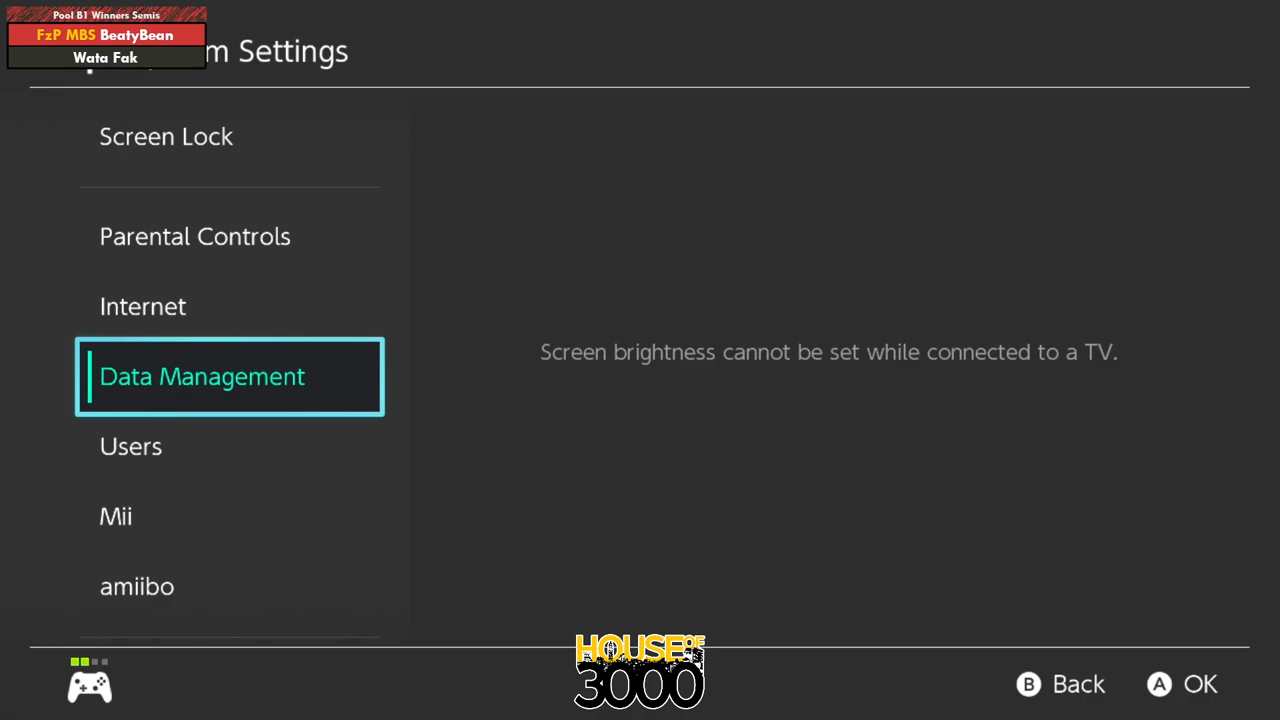 Pool B1 Winners Semis
FzP MBS BeatyBean
Wata Fak
m Settings
Screen Lock
Parental Controls
Internet
Data Management
Users
Mii
amiibo
Screen brightness cannot be set while connected to a TV.
HOUSE OF
3000
B Back
A OK